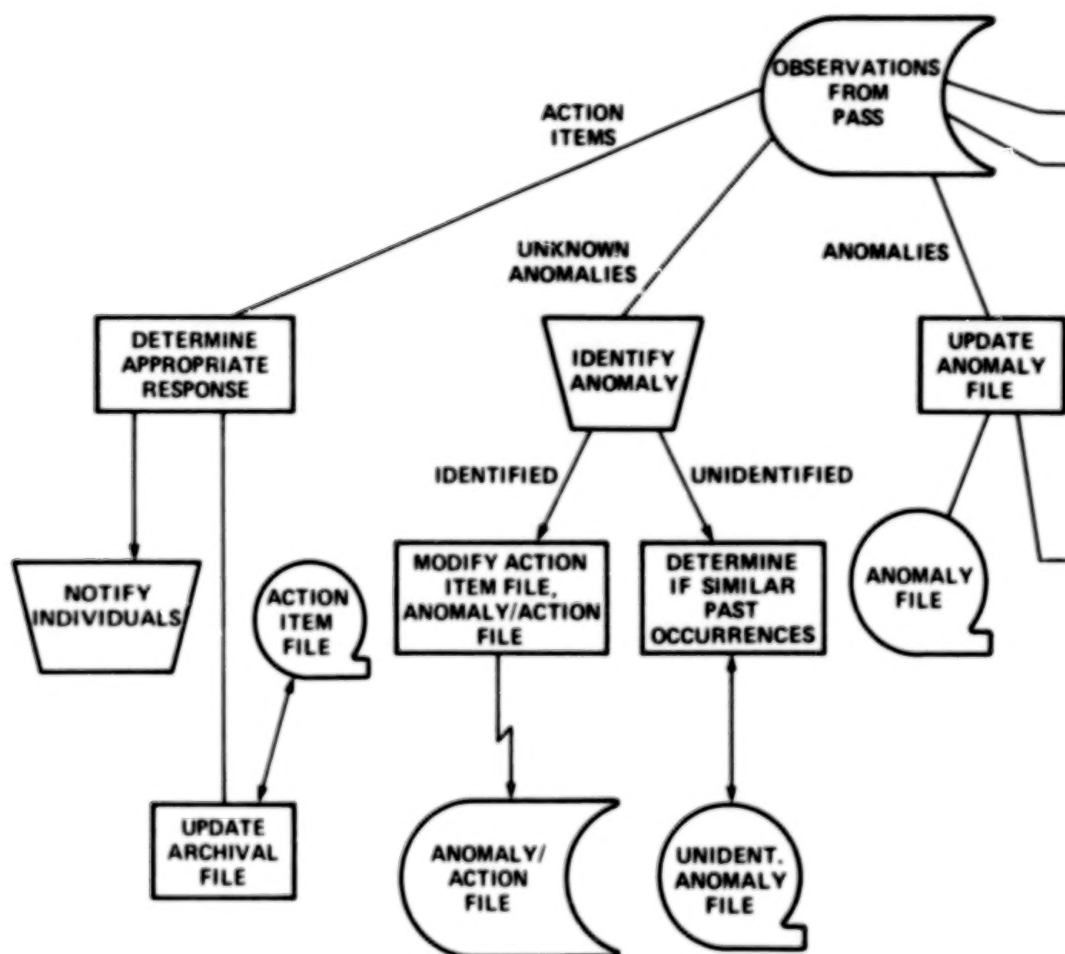 OBSERVATIONS
FROM
PASS
ACTION
ITEMS
UNKNOWN
ANOMALIES
ANOMALIES
DETERMINE
APPROPRIATE
RESPONSE
IDENTIFY
ANOMALY
UPDATE
ANOMALY
FILE
IDENTIFIED
UNIDENTIFIED
NOTIFY
INDIVIDUALS
ACTION
ITEM
FILE
MODIFY ACTION
ITEM FILE,
ANOMALY/ACTION
FILE
DETERMINE
IF SIMILAR
PAST
OCCURRENCES
ANOMALY
FILE
UPDATE
ARCHIVAL
FILE
ANOMALY/
ACTION
FILE
UNIDENT.
ANOMALY
FILE